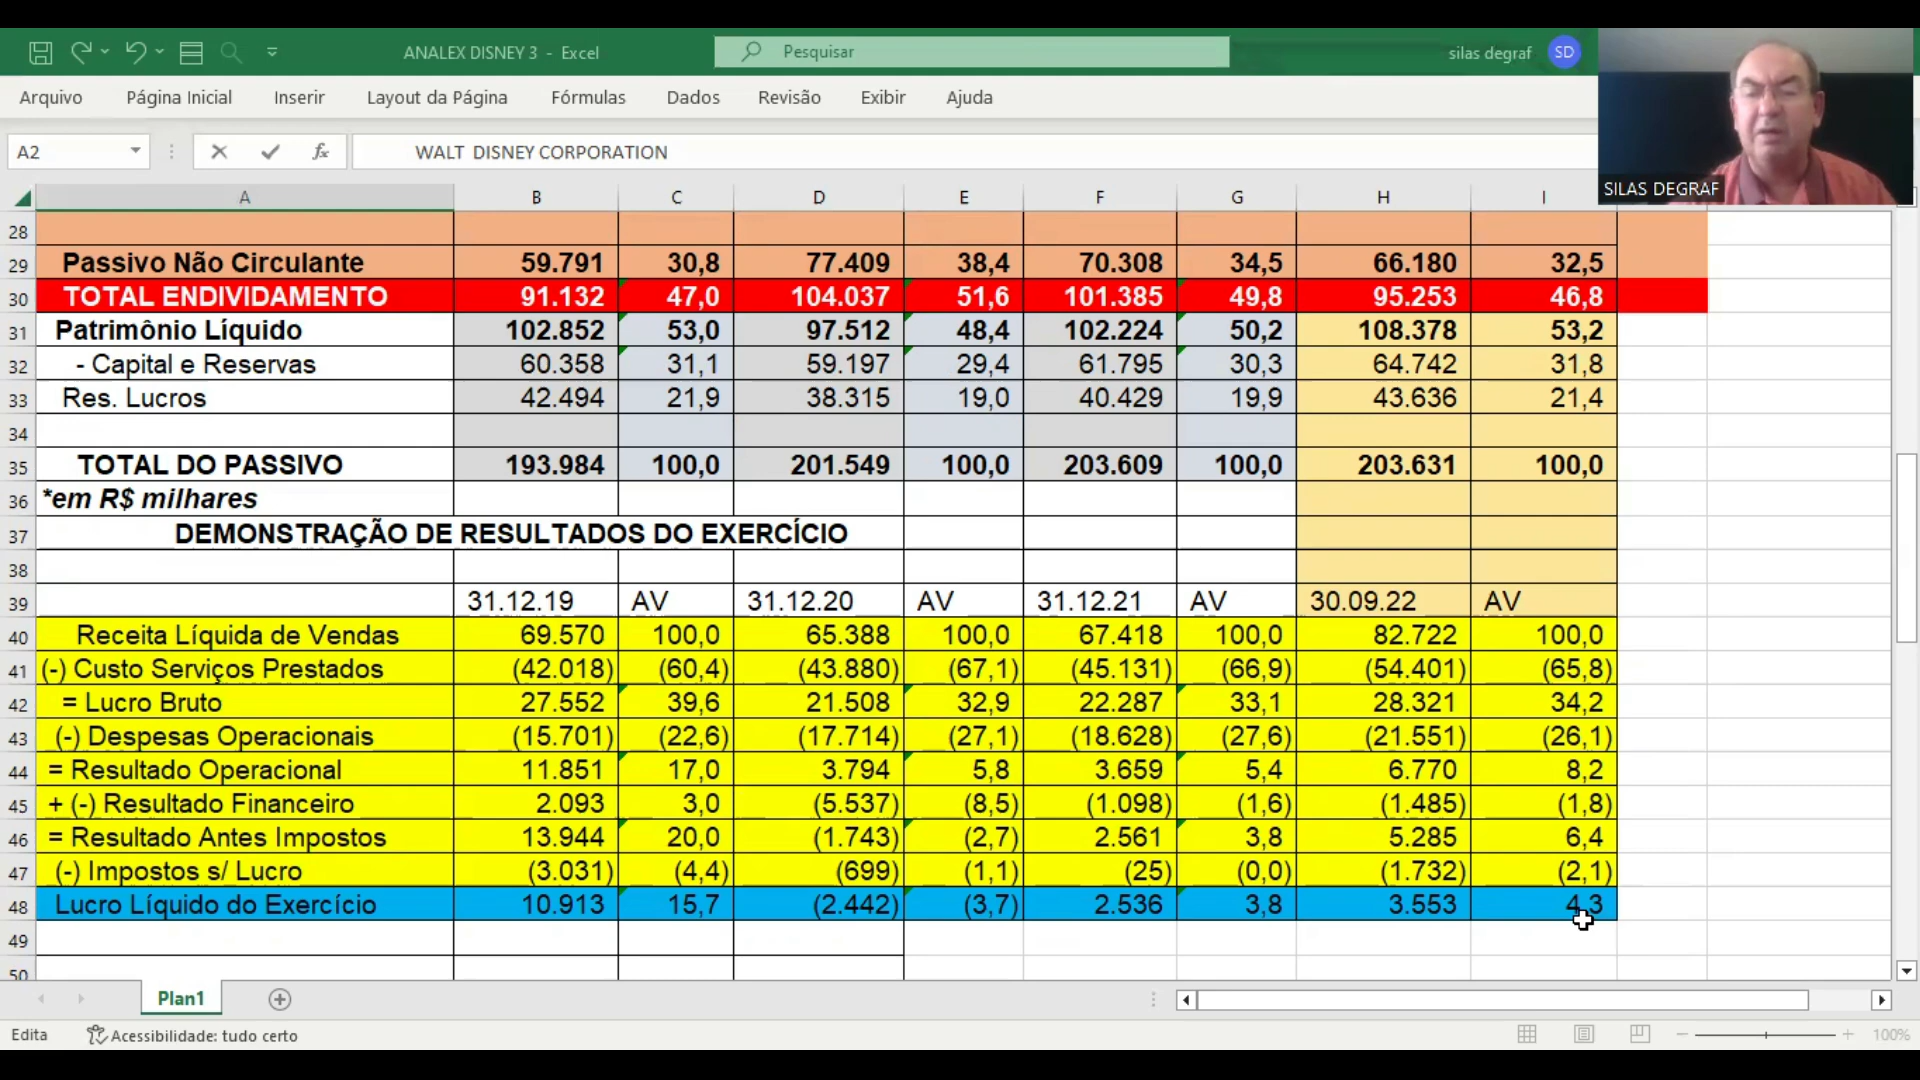 ANALEX DISNEY 3 - Excel
Pesquisar
silas degraf SD
Arquivo Página Inicial Inserir Layout da Página Fórmulas Dados Revisão Exibir Ajuda
A2 fx WALT DISNEY CORPORATION
SILAS DEGRAF
A B C D E F G H I
28
29 Passivo Não Circulante 59.791 30,8 77.409 38,4 70.308 34,5 66.180 32,5
30 TOTAL ENDIVIDAMENTO 91.132 47,0 104.037 51,6 101.385 49,8 95.253 46,8
31 Patrimônio Líquido 102.852 53,0 97.512 48,4 102.224 50,2 108.378 53,2
32 - Capital e Reservas 60.358 31,1 59.197 29,4 61.795 30,3 64.742 31,8
33 Res. Lucros 42.494 21,9 38.315 19,0 40.429 19,9 43.636 21,4
34
35 TOTAL DO PASSIVO 193.984 100,0 201.549 100,0 203.609 100,0 203.631 100,0
36 *em R$ milhares
37 DEMONSTRAÇÃO DE RESULTADOS DO EXERCÍCIO
38
39 31.12.19 AV 31.12.20 AV 31.12.21 AV 30.09.22 AV
40 Receita Líquida de Vendas 69.570 100,0 65.388 100,0 67.418 100,0 82.722 100,0
41 (-) Custo Serviços Prestados (42.018) (60,4) (43.880) (67,1) (45.131) (66,9) (54.401) (65,8)
42 = Lucro Bruto 27.552 39,6 21.508 32,9 22.287 33,1 28.321 34,2
43 (-) Despesas Operacionais (15.701) (22,6) (17.714) (27,1) (18.628) (27,6) (21.551) (26,1)
44 = Resultado Operacional 11.851 17,0 3.794 5,8 3.659 5,4 6.770 8,2
45 + (-) Resultado Financeiro 2.093 3,0 (5.537) (8,5) (1.098) (1,6) (1.485) (1,8)
46 = Resultado Antes Impostos 13.944 20,0 (1.743) (2,7) 2.561 3,8 5.285 6,4
47 (-) Impostos s/ Lucro (3.031) (4,4) (699) (1,1) (25) (0,0) (1.732) (2,1)
48 Lucro Líquido do Exercício 10.913 15,7 (2.442) (3,7) 2.536 3,8 3.553 4,3
49
50
Plan1
Edita Acessibilidade: tudo certo 100%